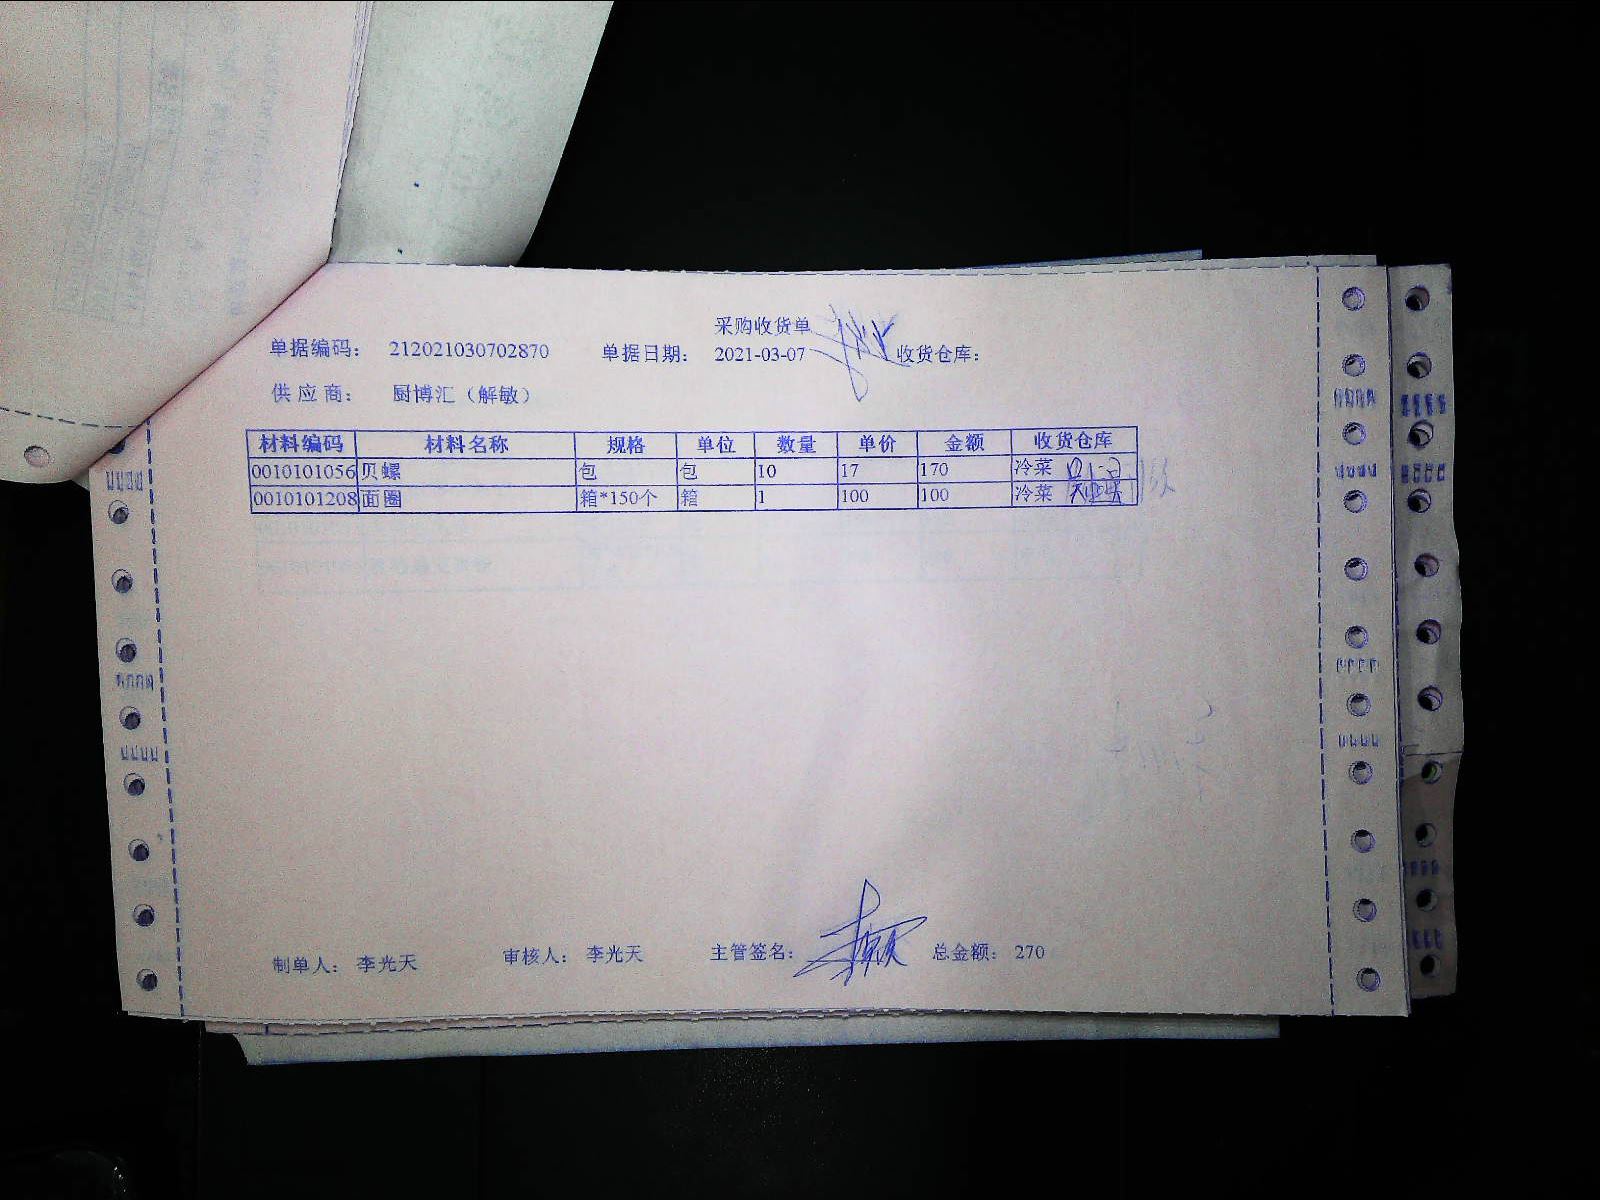 采购收货单
单据编码： 212021030702870 单据日期： 2021-03-07 收货仓库：
供应商： 厨博汇（解敏）
材料编码 材料名称 规格 单位 数量 单价 金额 收货仓库
0010101056 贝螺 包 包 10 17 170 冷菜
0010101208 面圈 箱*150个 箱 1 100 100 冷菜
制单人： 李光天 审核人： 李光天 主管签名： 总金额： 270